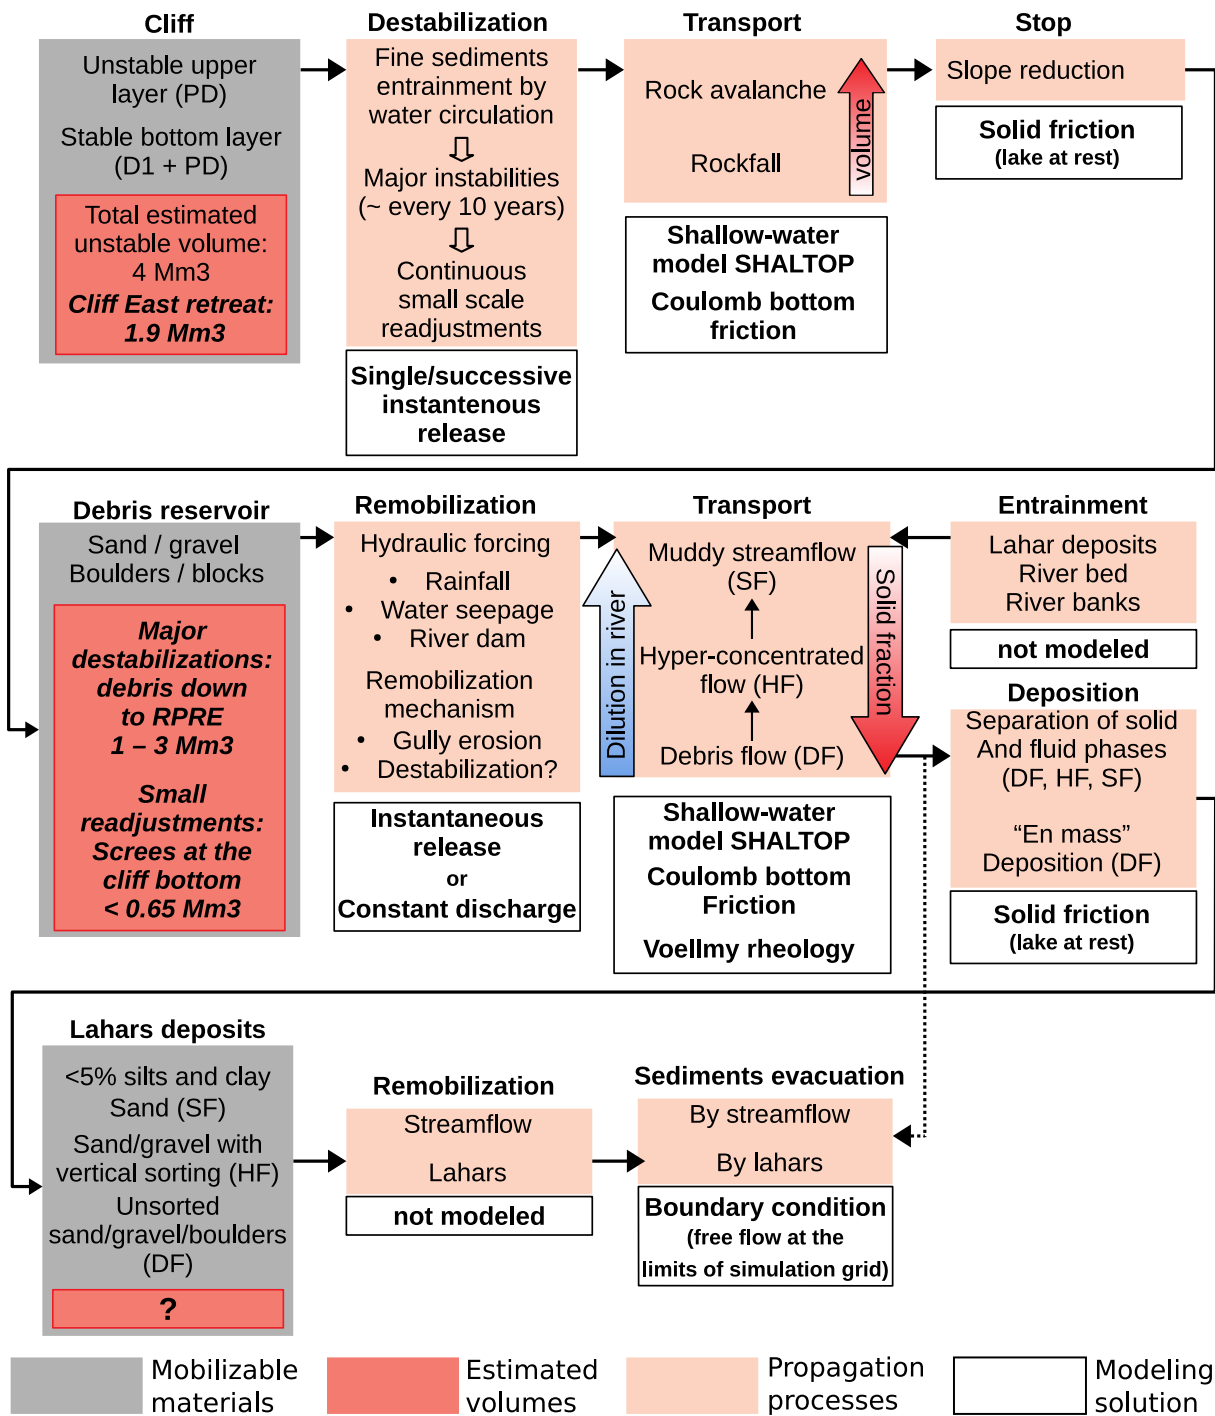 Cliff
Unstable upper
layer (PD)
Stable bottom layer
(D1 + PD)
Total estimated
unstable volume:
4 Mm3
Cliff East retreat:
1.9 Mm3
Destabilization
Fine sediments
entrainment by
water circulation
Major instabilities
(~ every 10 years)
Continuous
small scale
readjustments
Single/successive
instantenous
release
Transport
Rock avalanche
Rockfall
volume
Shallow-water
model SHALTOP
Coulomb bottom
friction
Stop
Slope reduction
Solid friction
(lake at rest)
Debris reservoir
Sand / gravel
Boulders / blocks
Major
destabilizations:
debris down
to RPRE
1 – 3 Mm3
Small
readjustments:
Screes at the
cliff bottom
< 0.65 Mm3
Remobilization
Hydraulic forcing
• Rainfall
• Water seepage
• River dam
Remobilization
mechanism
• Gully erosion
• Destabilization?
Instantaneous
release
or
Constant discharge
Transport
Dilution in river
Muddy streamflow
(SF)
Hyper-concentrated
flow (HF)
Debris flow (DF)
Solid fraction
Shallow-water
model SHALTOP
Coulomb bottom
Friction
Voellmy rheology
Entrainment
Lahar deposits
River bed
River banks
not modeled
Deposition
Separation of solid
And fluid phases
(DF, HF, SF)
“En mass”
Deposition (DF)
Solid friction
(lake at rest)
Lahars deposits
<5% silts and clay
Sand (SF)
Sand/gravel with
vertical sorting (HF)
Unsorted
sand/gravel/boulders
(DF)
?
Remobilization
Streamflow
Lahars
not modeled
Sediments evacuation
By streamflow
By lahars
Boundary condition
(free flow at the
limits of simulation grid)
Mobilizable
materials
Estimated
volumes
Propagation
processes
Modeling
solution